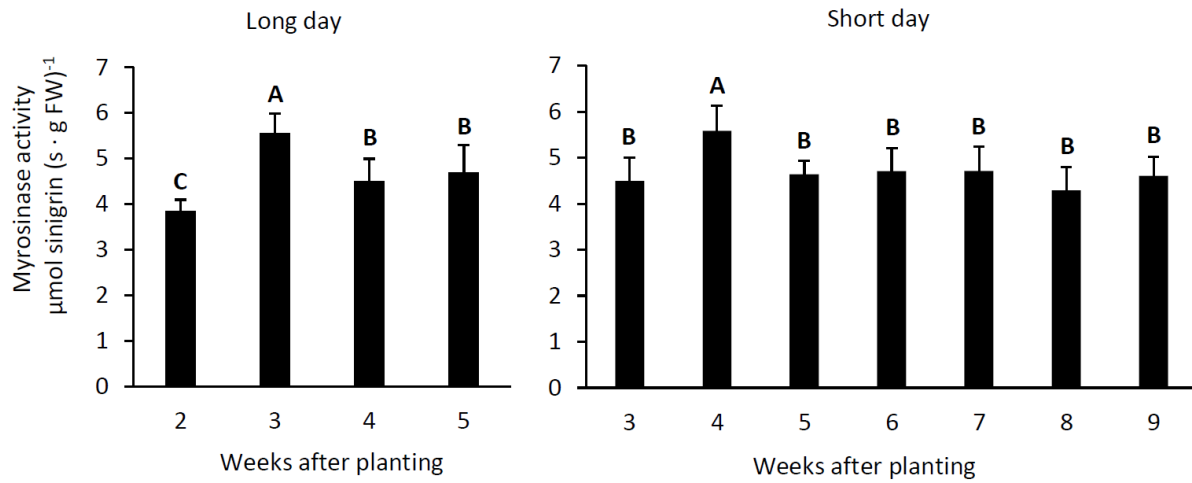 Long day
Myrosinase activity
µmol sinigrin (s · g FW)-1
7
6
5
4
3
2
1
0
C
A
B
B
2 3 4 5
Weeks after planting
Short day
7
6
5
4
3
2
1
0
B
A
B
B
B
B
B
3 4 5 6 7 8 9
Weeks after planting